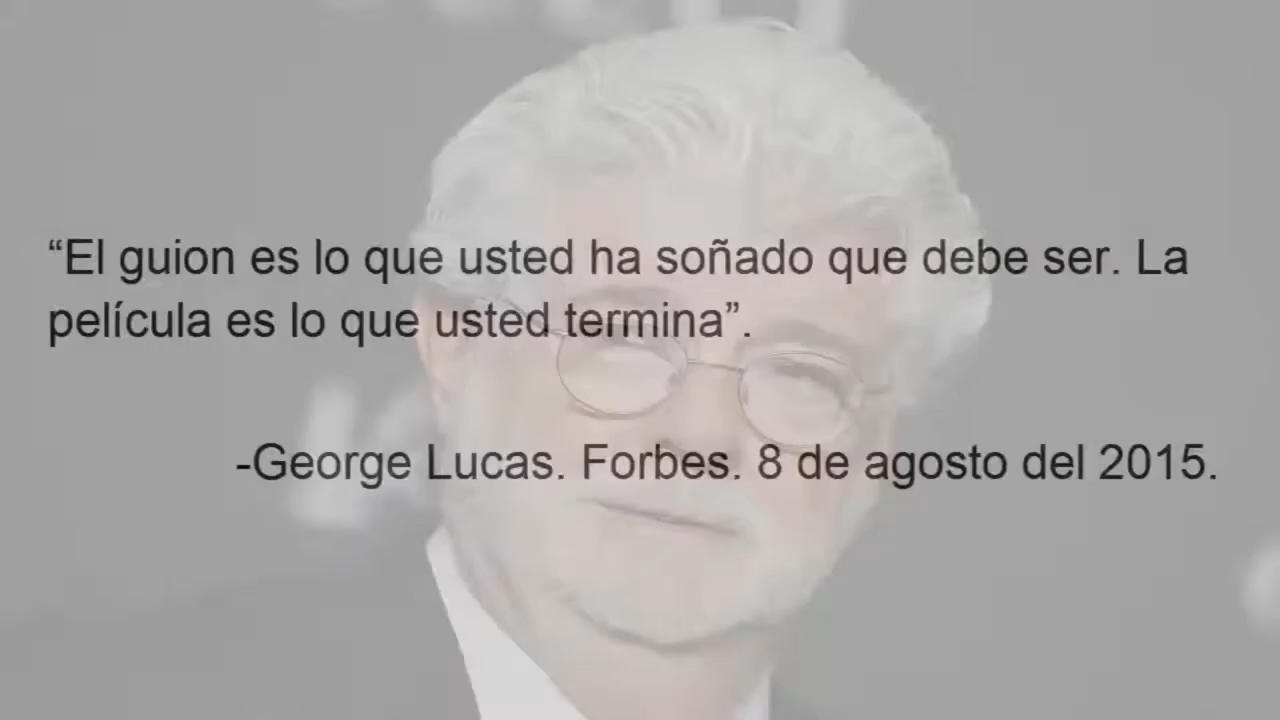 “El guion es lo que usted ha soñado que debe ser. La
película es lo que usted termina”.
-George Lucas. Forbes. 8 de agosto del 2015.